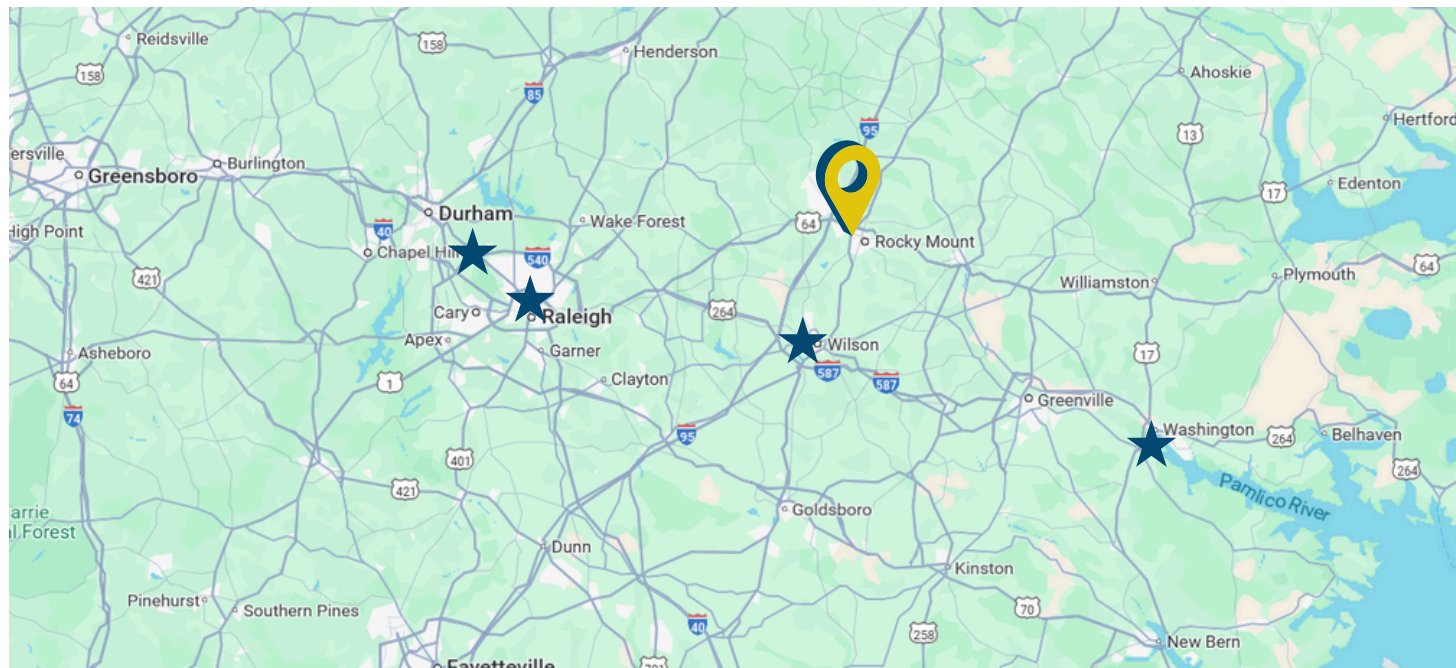 Reidsville
158
Henderson
Ahoskie
158
85
95
13
Hertford
ersville
Burlington
Greensboro
17
Edenton
Durham
Wake Forest
64
High Point
40
Chapel Hill
540
Rocky Mount
421
64
Williamston
Plymouth
264
Cary
Raleigh
Wilson
Apex
Garner
17
Asheboro
587
64
1
Clayton
587
Greenville
74
95
Washington
264
Belhaven
401
264
421
Pamlico River
arrie
al Forest
Goldsboro
Dunn
Kinston
Pinehurst
Southern Pines
70
40
258
New Bern
Fayetteville